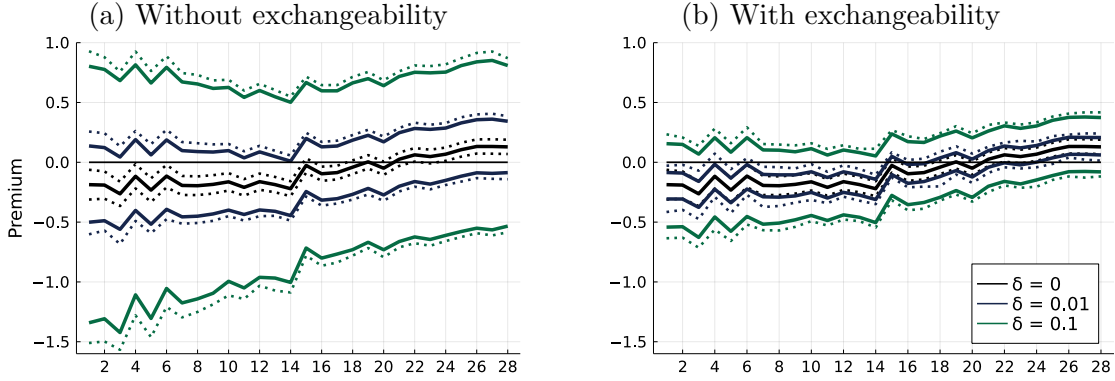 (a) Without exchangeability
(b) With exchangeability
Premium
1.0
0.5
0.0
−0.5
−1.0
−1.5
2 4 6 8 10 12 14 16 18 20 22 24 26 28
1.0
0.5
0.0
−0.5
−1.0
−1.5
2 4 6 8 10 12 14 16 18 20 22 24 26 28
δ = 0
δ = 0.01
δ = 0.1